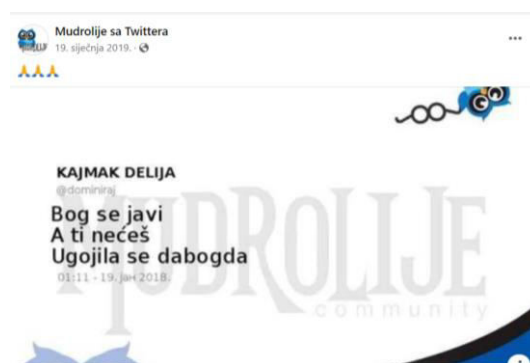 Mudrolije sa Twittera
19. siječnja 2019. ·
🙏🙏🙏
KAJMAK DELIJA
@dominiraj
Bog se javi
A ti nećeš
Ugojila se dabogda
01:11 - 19. јан 2018.
MUDROLIJE
community